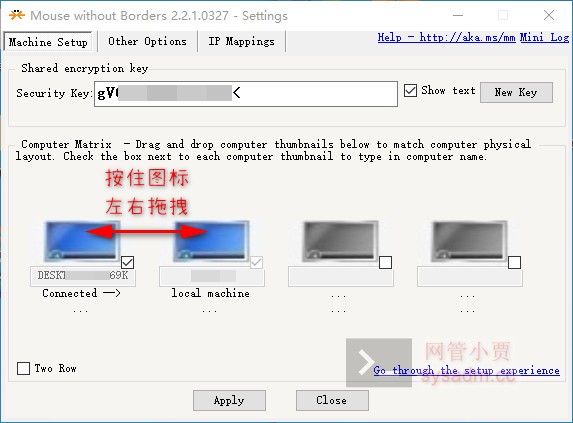 Mouse without Borders 2.2.1.0327 - Settings
Machine Setup Other Options IP Mappings
Help - http://aka.ms/mm Mini Log
Shared encryption key
Security Key: Show text New Key
Computer Matrix - Drag and drop computer thumbnails below to match computer physical
layout. Check the box next to each computer thumbnail to type in computer name.
按住图标
左右拖拽
DESKT 69K
Connected --> local machine ... ...
... ... ... ...
Two Row
网管小贾
Go through the setup experience
sysadm.cc
Apply Close